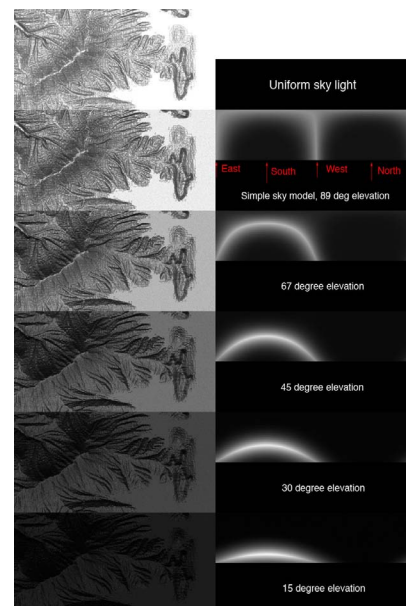 Uniform sky light
East
South
West
North
Simple sky model, 89 deg elevation
67 degree elevation
45 degree elevation
30 degree elevation
15 degree elevation